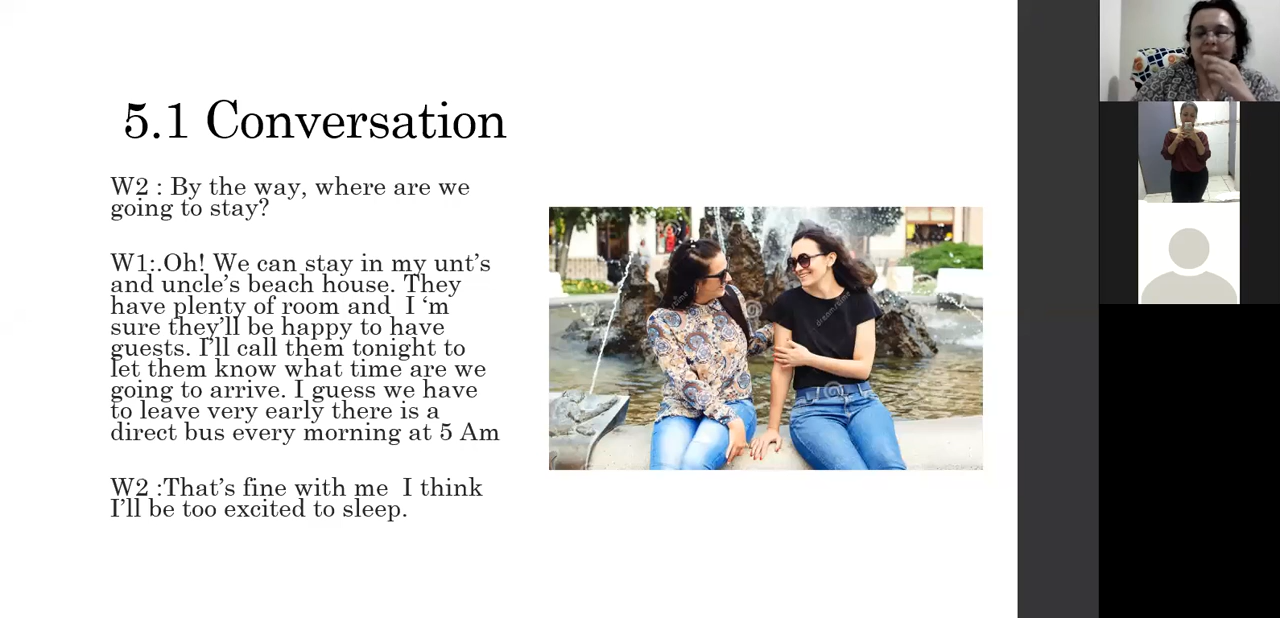 5.1 Conversation
W2 : By the way, where are we
going to stay?
W1:.Oh! We can stay in my unt’s
and uncle’s beach house. They
have plenty of room and  I ‘m
sure they’ll be happy to have
guests. I’ll call them tonight to
let them know what time are we
going to arrive. I guess we have
to leave very early there is a
direct bus every morning at 5 Am
W2 :That’s fine with me  I think
I’ll be too excited to sleep.